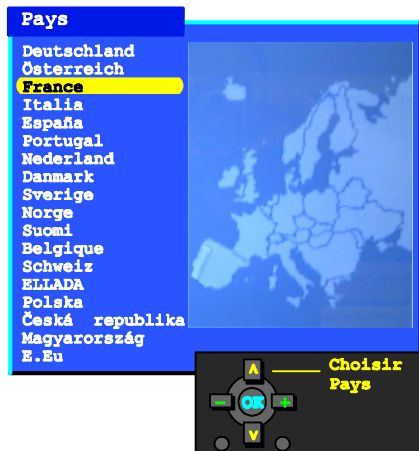 Pays
Deutschland
Österreich
France
Italia
España
Portugal
Nederland
Danmark
Sverige
Norge
Suomi
Belgique
Schweiz
ELLADA
Polska
Česká republika
Magyarország
E.Eu
^
Choisir
Pays
- OK +
v